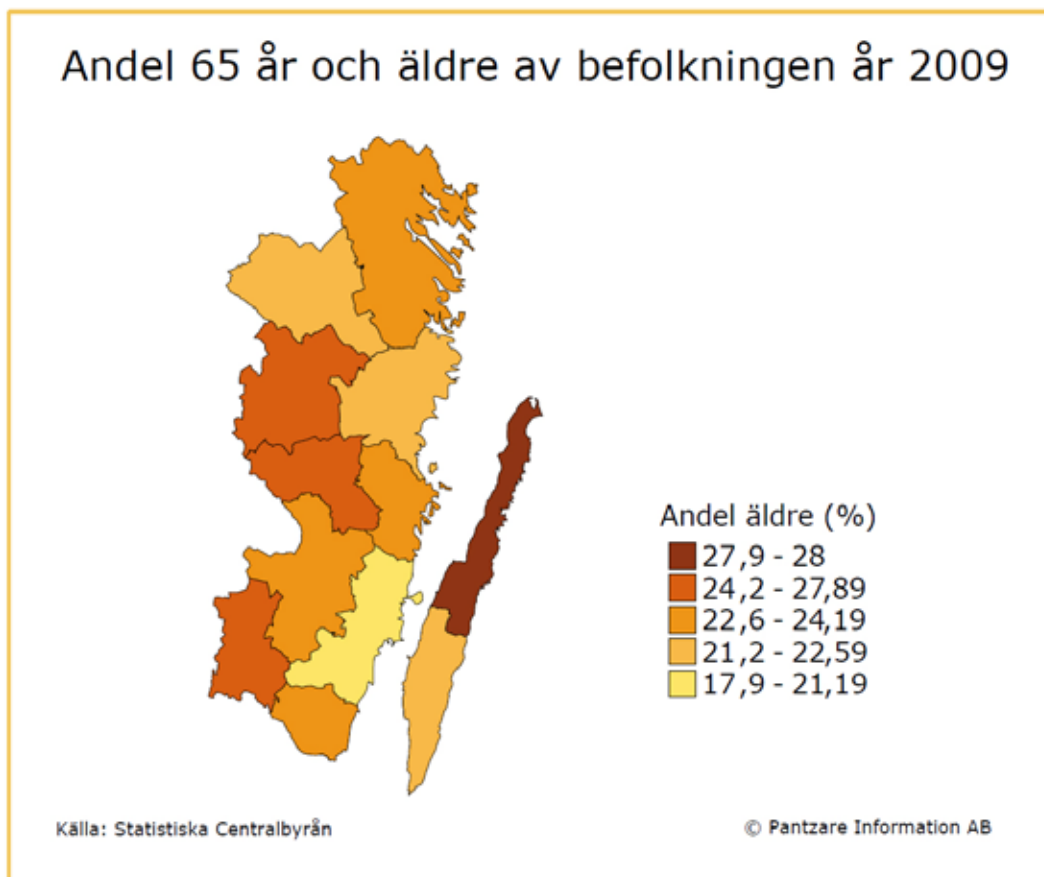 Andel 65 år och äldre av befolkningen år 2009
Andel äldre (%)
27,9 - 28
24,2 - 27,89
22,6 - 24,19
21,2 - 22,59
17,9 - 21,19
Källa: Statistiska Centralbyrån
© Pantzare Information AB